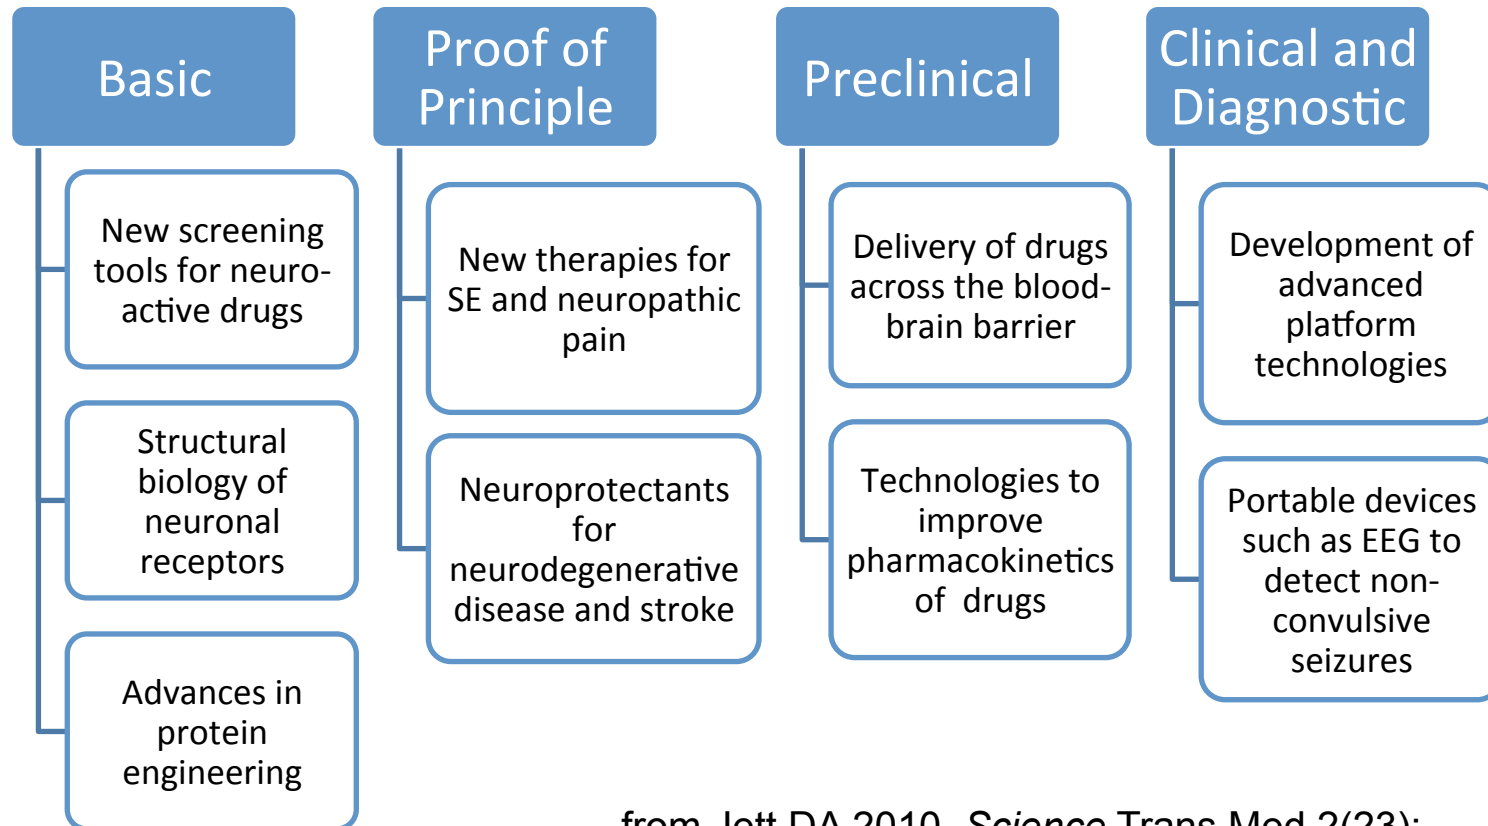 Basic
New screening
tools for neuro-
active drugs
Structural
biology of
neuronal
receptors
Advances in
protein
engineering
Proof of
Principle
New therapies for
SE and neuropathic
pain
Neuroprotectants
for
neurodegenerative
disease and stroke
Preclinical
Delivery of drugs
across the blood-
brain barrier
Technologies to
improve
pharmacokinetics
of drugs
Clinical and
Diagnostic
Development of
advanced
platform
technologies
Portable devices
such as EEG to
detect non-
convulsive
seizures
from Jett DA 2010 Science Trans Med 2(23):